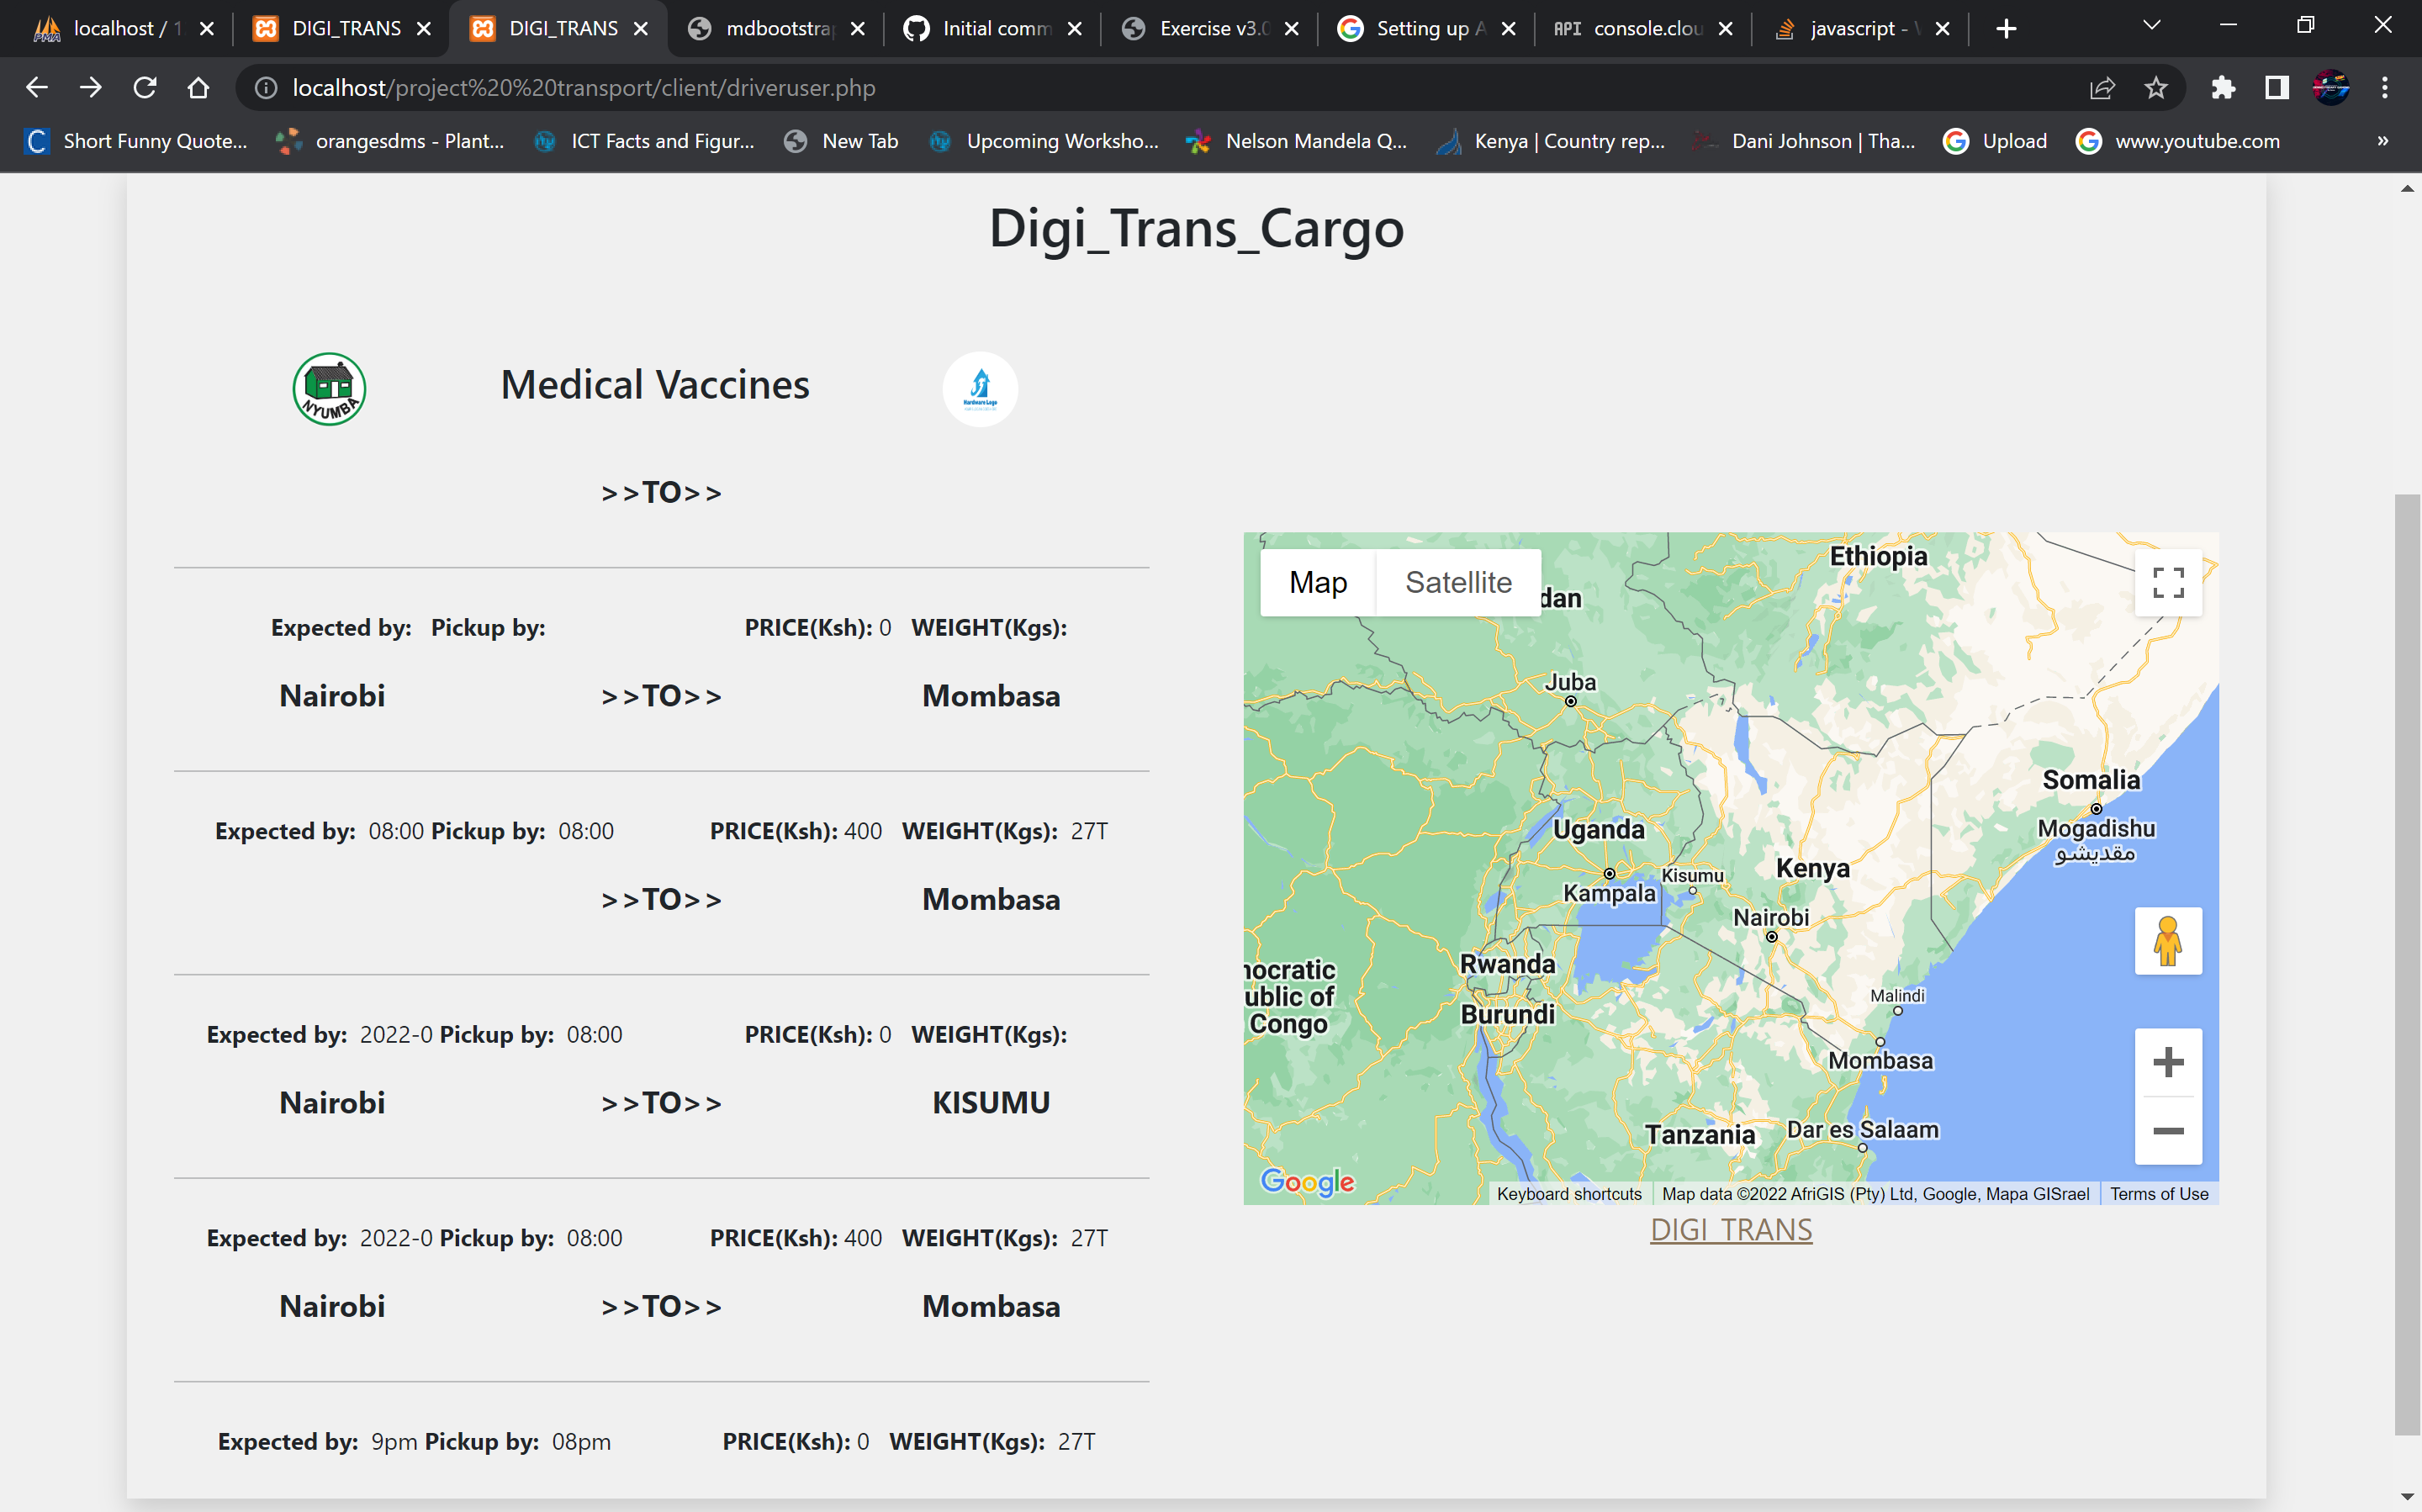 localhost / 1
DIGI_TRANS
DIGI_TRANS
mdbootstrap
Initial comm
Exercise v3.0
Setting up A
API console.clou
javascript -
localhost/project%20%20transport/client/driveruser.php
Short Funny Quote...
orangesdms - Plant...
ICT Facts and Figur...
New Tab
Upcoming Worksho...
Nelson Mandela Q...
Kenya | Country rep...
Dani Johnson | Tha...
Upload
www.youtube.com
»
Digi_Trans_Cargo
NYUMBA
Medical Vaccines
Hardware Logo
>>TO>>
Expected by: Pickup by: PRICE(Ksh): 0 WEIGHT(Kgs):
Nairobi >>TO>> Mombasa
Expected by: 08:00 Pickup by: 08:00 PRICE(Ksh): 400 WEIGHT(Kgs): 27T
>>TO>> Mombasa
Expected by: 2022-0 Pickup by: 08:00 PRICE(Ksh): 0 WEIGHT(Kgs):
Nairobi >>TO>> KISUMU
Expected by: 2022-0 Pickup by: 08:00 PRICE(Ksh): 400 WEIGHT(Kgs): 27T
Nairobi >>TO>> Mombasa
Expected by: 9pm Pickup by: 08pm PRICE(Ksh): 0 WEIGHT(Kgs): 27T
Map Satellite
dan
Ethiopia
Juba
Somalia
Mogadishu
مقديشو
Uganda
Kampala
Kisumu
Kenya
Nairobi
Rwanda
Burundi
nocratic
ublic of
Congo
Malindi
Mombasa
Tanzania
Dar es Salaam
Google
Keyboard shortcuts
Map data ©2022 AfriGIS (Pty) Ltd, Google, Mapa GISrael
Terms of Use
DIGI_TRANS